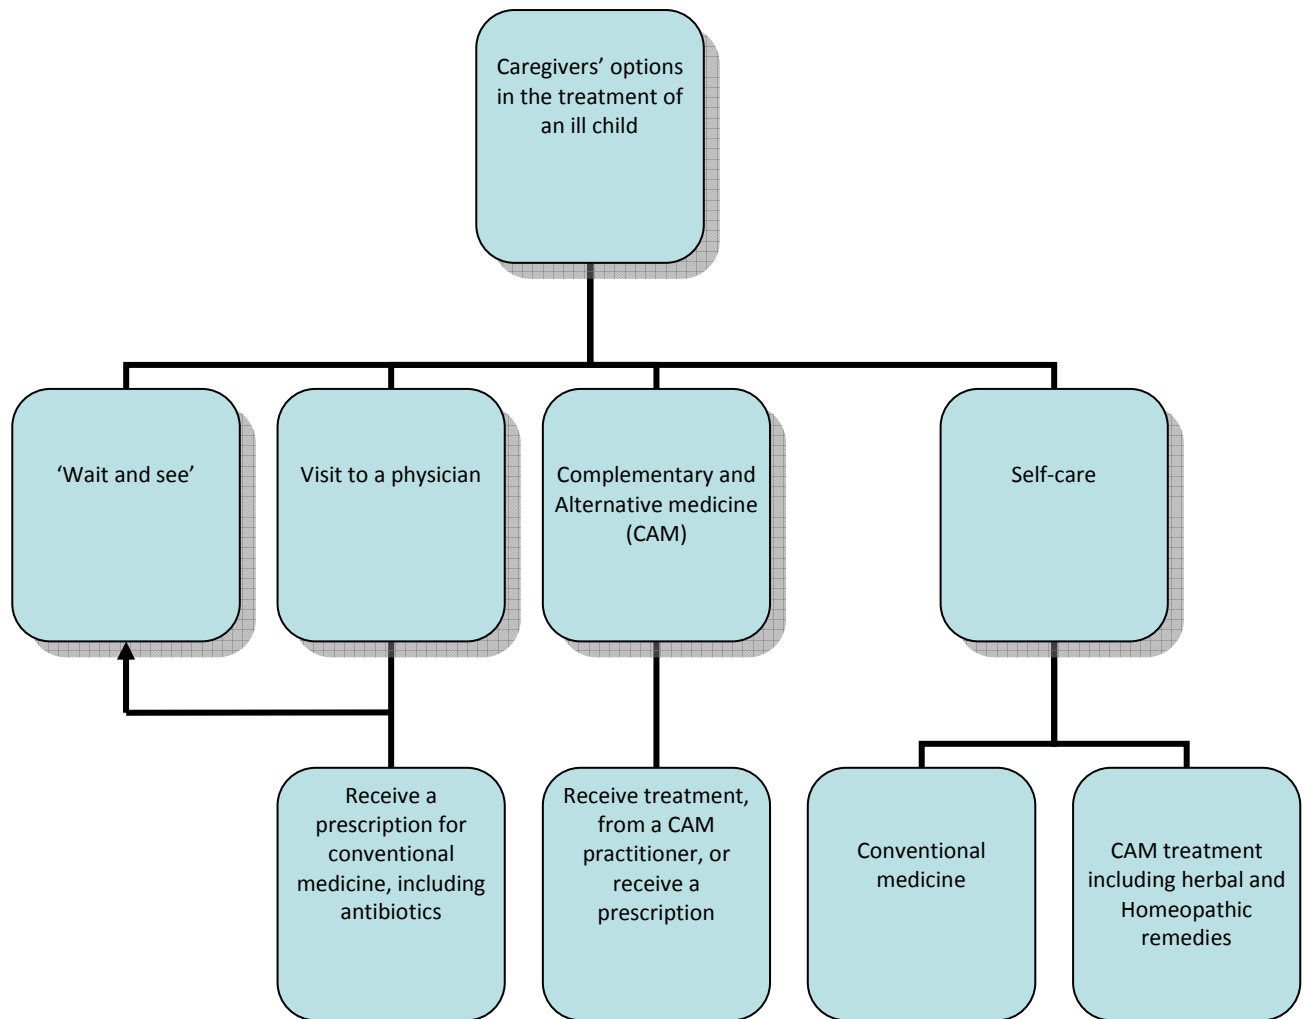 Caregivers’ options
in the treatment of
an ill child
‘Wait and see’
Visit to a physician
Complementary and
Alternative medicine
(CAM)
Self-care
Receive a
prescription for
conventional
medicine, including
antibiotics
Receive treatment,
from a CAM
practitioner, or
receive a
prescription
Conventional
medicine
CAM treatment
including herbal and
Homeopathic
remedies